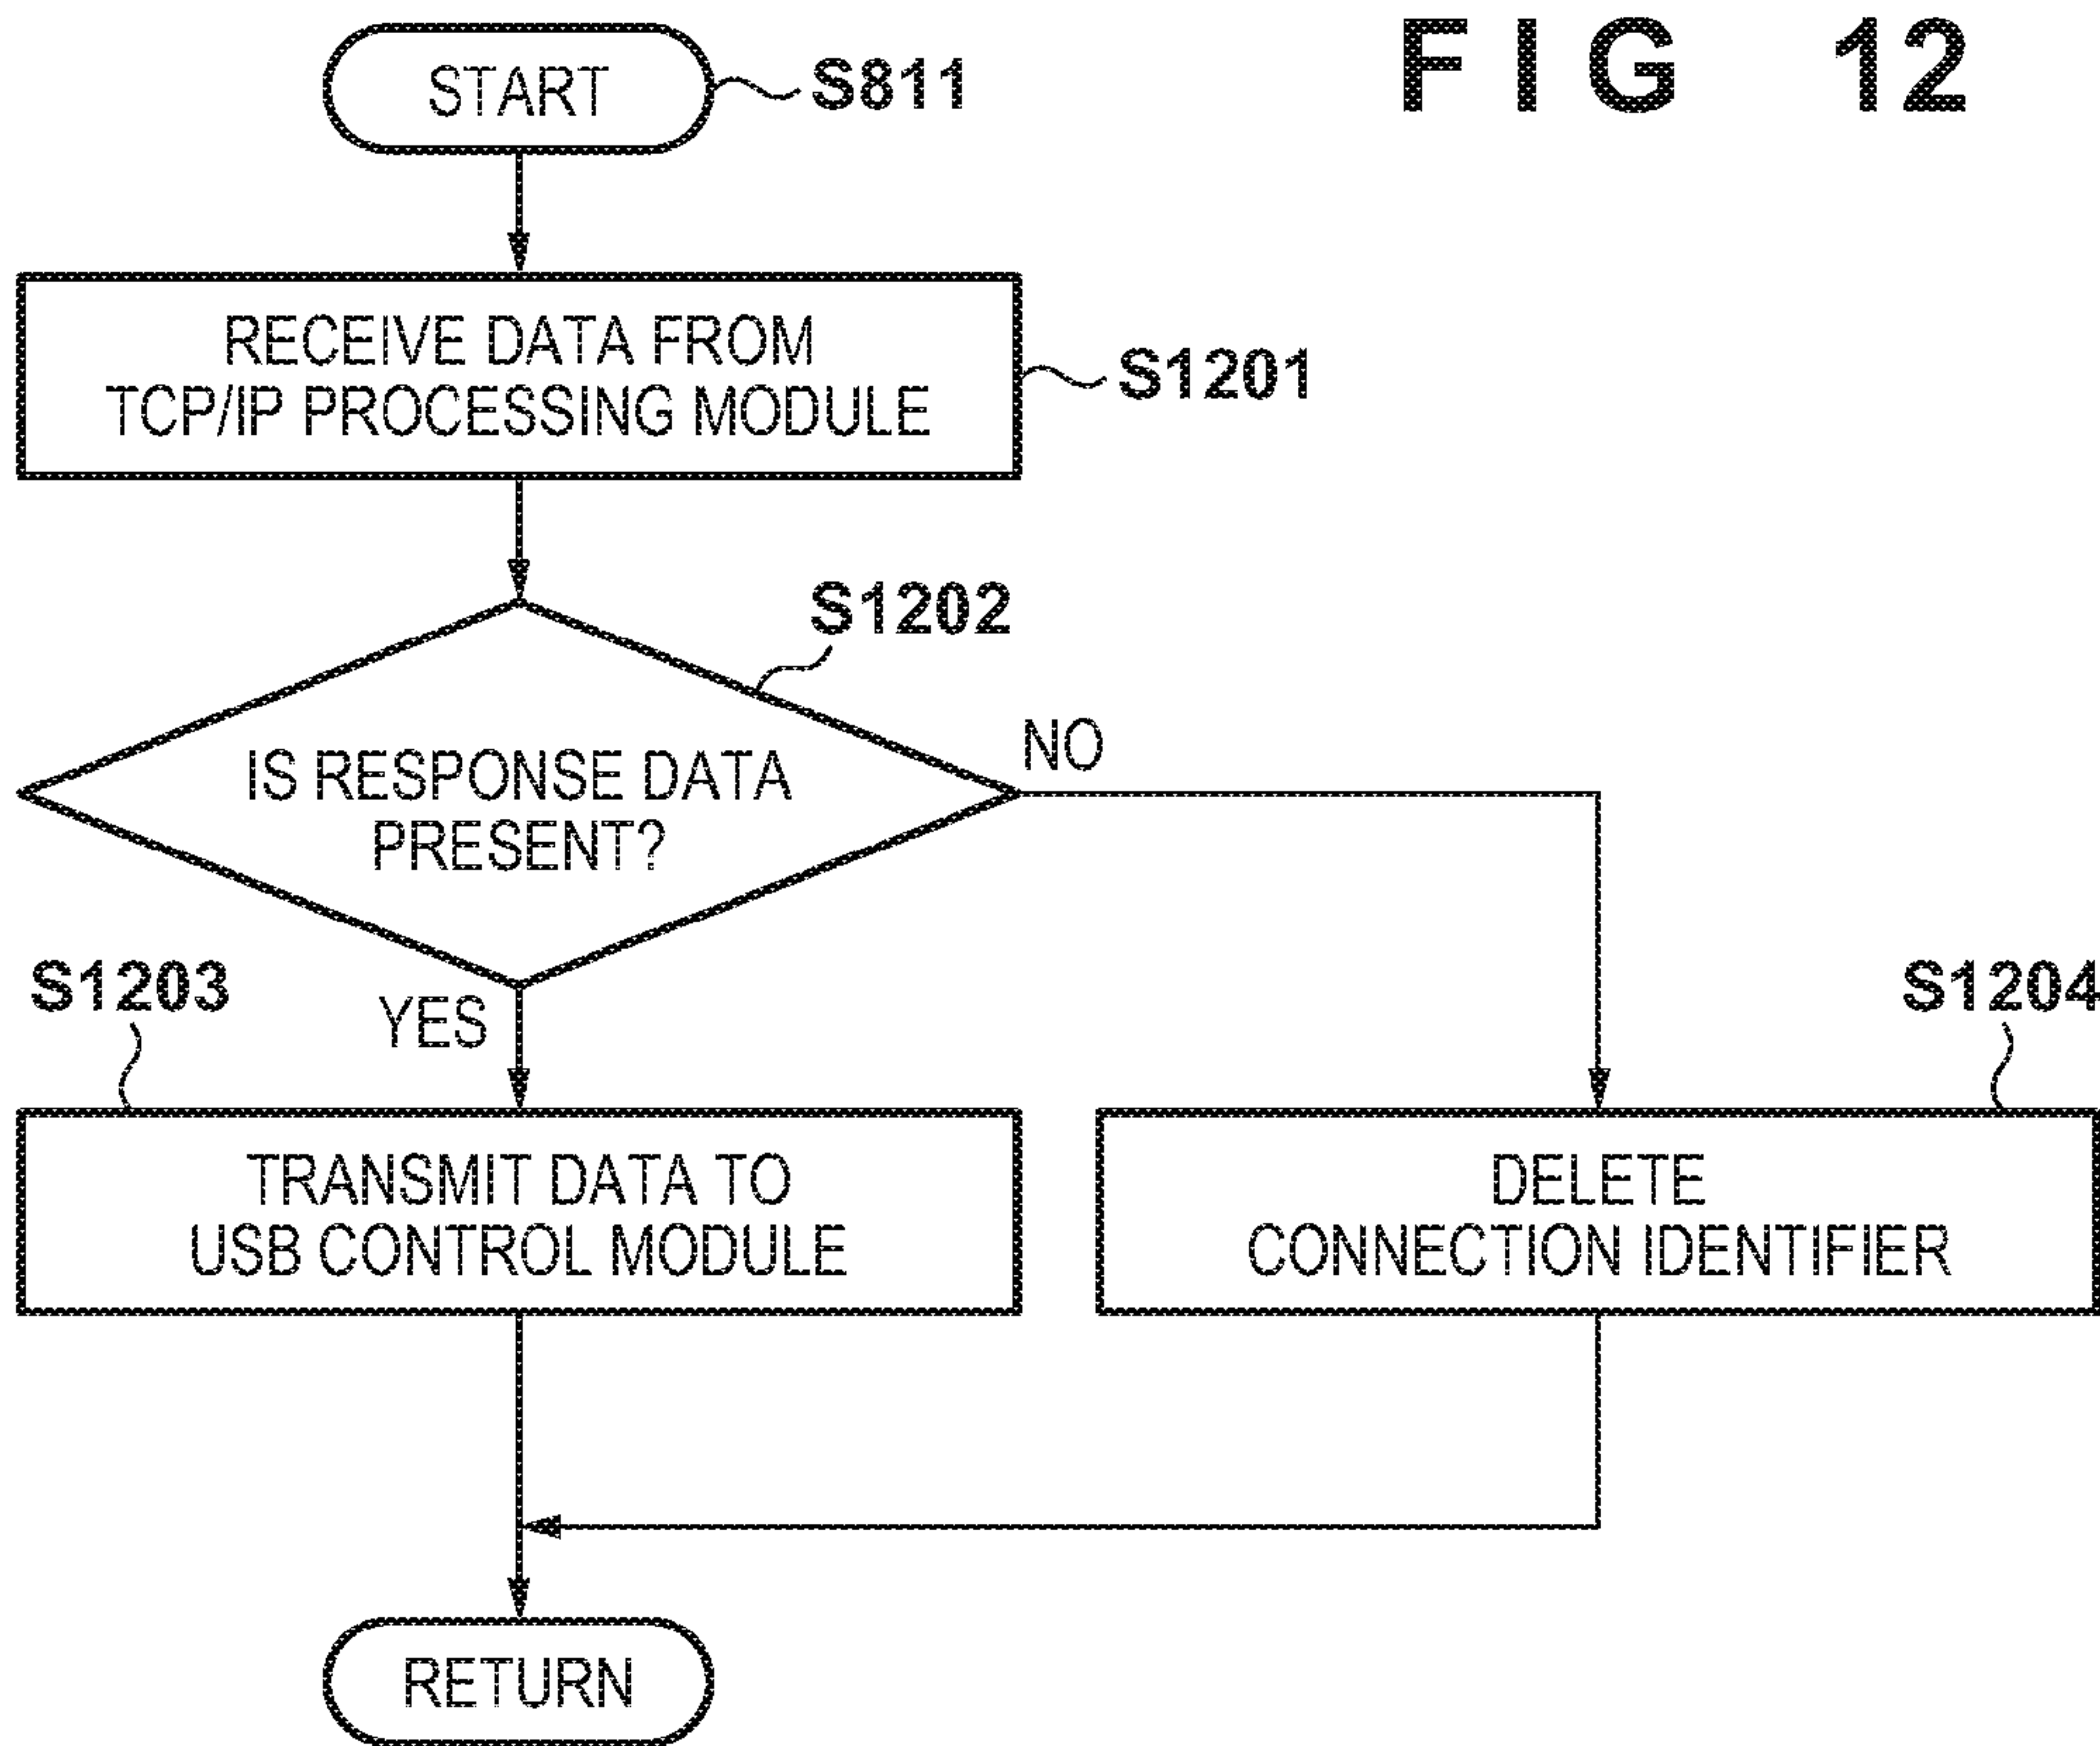 FIG 12
START
S811
RECEIVE DATA FROM
TCP/IP PROCESSING MODULE
S1201
S1202
IS RESPONSE DATA
PRESENT?
NO
YES
S1203
TRANSMIT DATA TO
USB CONTROL MODULE
S1204
DELETE
CONNECTION IDENTIFIER
RETURN